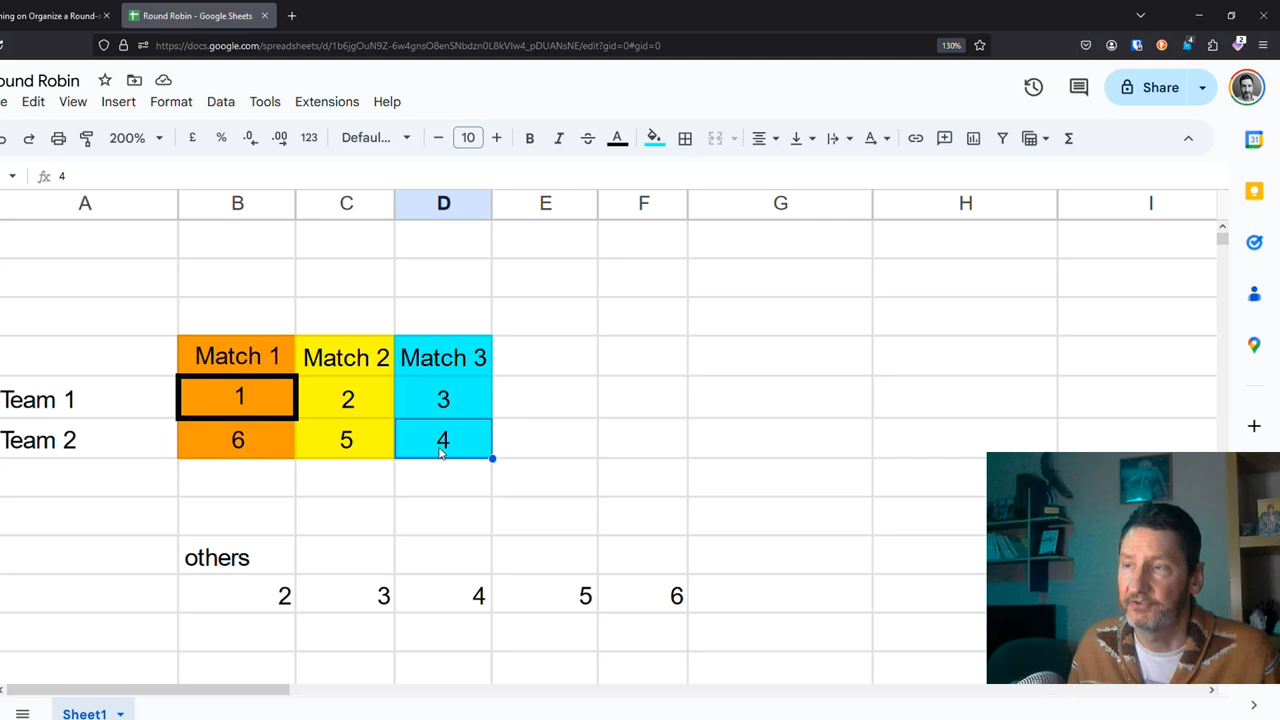 ning on Organize a Round-
Round Robin - Google Sheets
https://docs.google.com/spreadsheets/d/1b6jgOuN9Z-6w4gnsO8enSNbdzn0L8kVIw4_pDUANsNE/edit?gid=0#gid=0
130%
4
2
ound Robin
Share
e Edit View Insert Format Data Tools Extensions Help
200% £ % .0 .00 123 Defaul... - 10 + B I S A
31
fx 4
A B C D E F G H I
Match 1 Match 2 Match 3
Team 1 1 2 3
Team 2 6 5 4
others
2 3 4 5 6
Sheet1